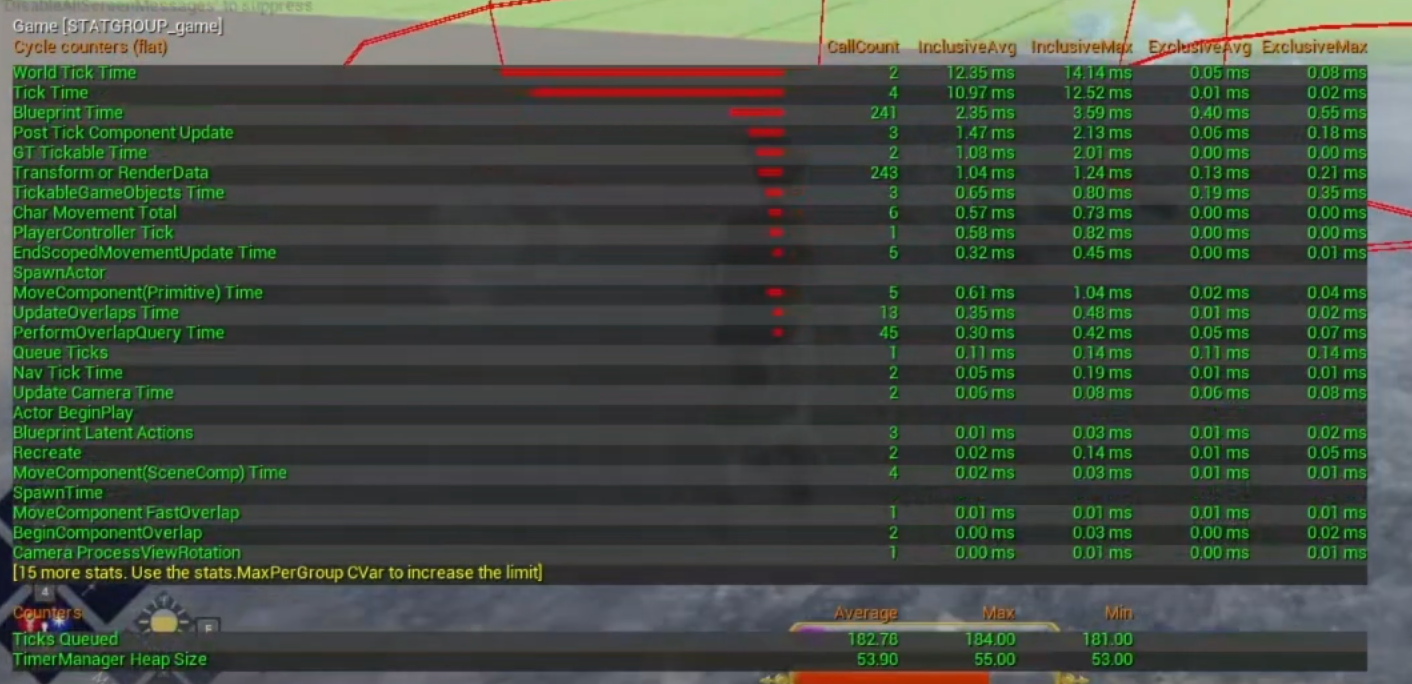 DisableAllScreenMessages' to suppress
Game [STATGROUP_game]
Cycle counters (flat) CallCount InclusiveAvg InclusiveMax ExclusiveAvg ExclusiveMax
World Tick Time 2 12.35 ms 14.14 ms 0.05 ms 0.08 ms
Tick Time 4 10.97 ms 12.52 ms 0.01 ms 0.02 ms
Blueprint Time 241 2.35 ms 3.59 ms 0.40 ms 0.55 ms
Post Tick Component Update 3 1.47 ms 2.13 ms 0.06 ms 0.18 ms
GT Tickable Time 2 1.08 ms 2.01 ms 0.00 ms 0.00 ms
Transform or RenderData 243 1.04 ms 1.24 ms 0.13 ms 0.21 ms
TickableGameObjects Time 3 0.65 ms 0.80 ms 0.19 ms 0.35 ms
Char Movement Total 6 0.57 ms 0.73 ms 0.00 ms 0.00 ms
PlayerController Tick 1 0.58 ms 0.82 ms 0.00 ms 0.00 ms
EndScopedMovementUpdate Time 5 0.32 ms 0.45 ms 0.00 ms 0.01 ms
SpawnActor
MoveComponent(Primitive) Time 5 0.61 ms 1.04 ms 0.02 ms 0.04 ms
UpdateOverlaps Time 13 0.35 ms 0.48 ms 0.01 ms 0.02 ms
PerformOverlapQuery Time 45 0.30 ms 0.42 ms 0.05 ms 0.07 ms
Queue Ticks 1 0.11 ms 0.14 ms 0.11 ms 0.14 ms
Nav Tick Time 2 0.05 ms 0.19 ms 0.01 ms 0.01 ms
Update Camera Time 2 0.06 ms 0.08 ms 0.06 ms 0.08 ms
Actor BeginPlay
Blueprint Latent Actions 3 0.01 ms 0.03 ms 0.01 ms 0.02 ms
Recreate 2 0.02 ms 0.14 ms 0.01 ms 0.05 ms
MoveComponent(SceneComp) Time 4 0.02 ms 0.03 ms 0.01 ms 0.01 ms
SpawnTime
MoveComponent FastOverlap 1 0.01 ms 0.01 ms 0.01 ms 0.01 ms
BeginComponentOverlap 2 0.00 ms 0.03 ms 0.00 ms 0.02 ms
Camera ProcessViewRotation 1 0.00 ms 0.01 ms 0.00 ms 0.01 ms
[15 more stats. Use the stats.MaxPerGroup CVar to increase the limit]
4
Counters Average Max Min
F
Ticks Queued 182.78 184.00 181.00
TimerManager Heap Size 53.90 55.00 53.00